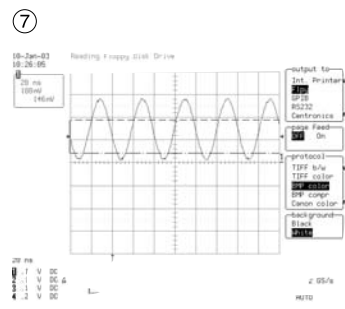 7
10-Jan-03
10:26:05
Reading Floppy Disk Drive
20 ns
100mV
output to
Int. Printer
Flpy
GPIB
RS232
Centronics
page Feed
Off On
protocol
TIFF b/w
TIFF color
BMP color
BMP compr
Canon color
background
Black
White
20 ns
1 .1 V DC
2 .1 V DC
3 .1 V DC
4 .2 V DC
2 GS/s
AUTO